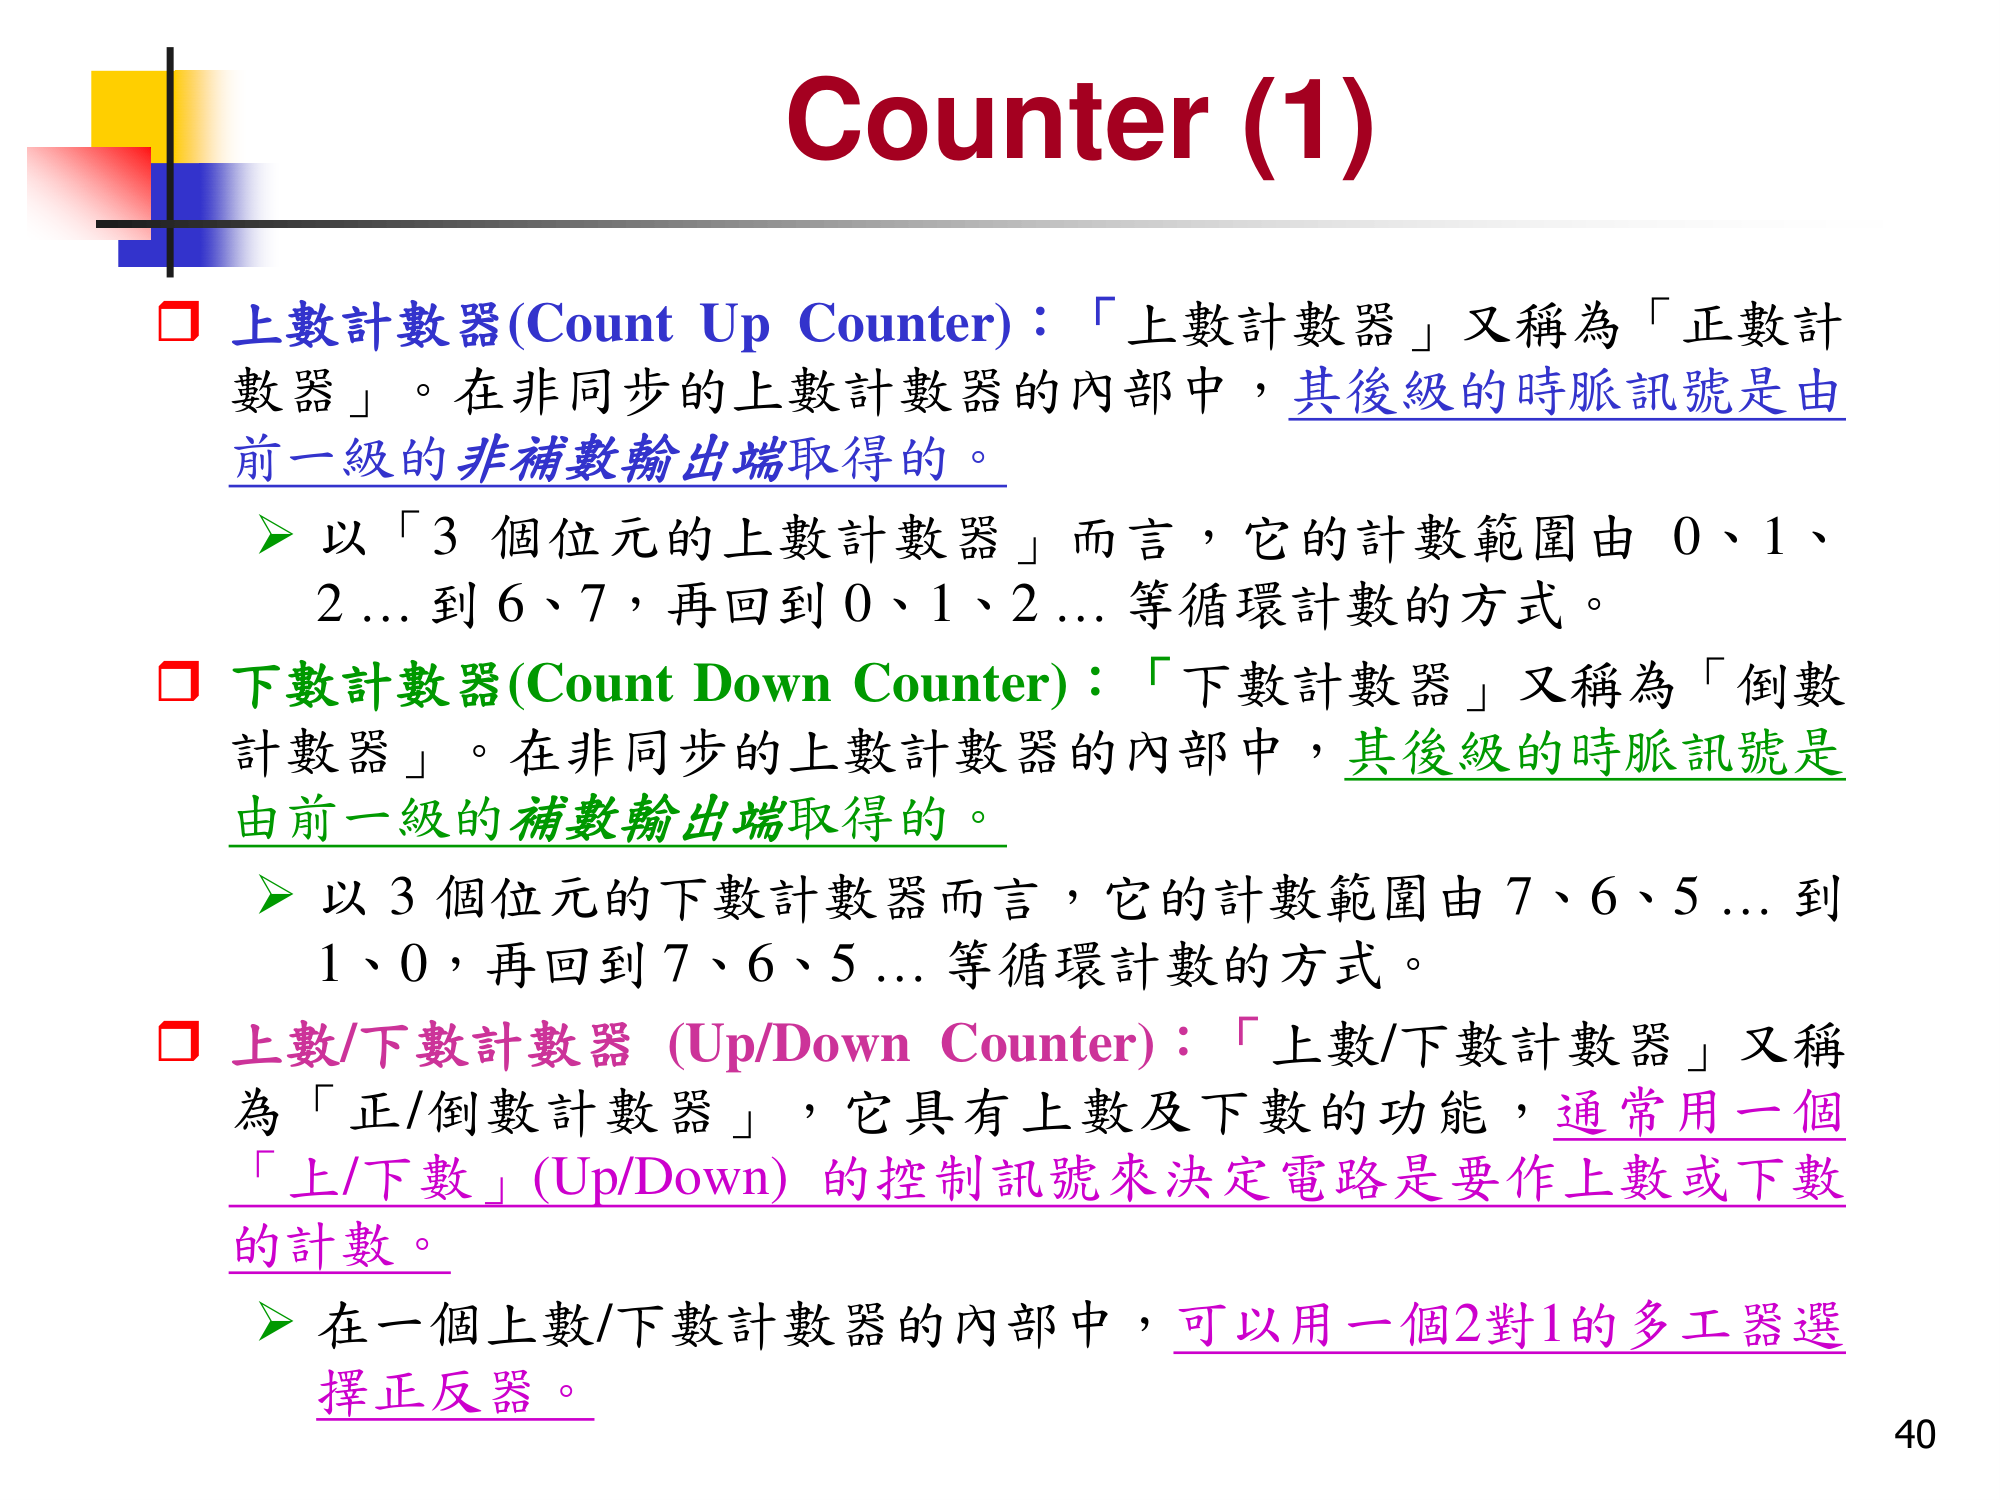 Counter (1)
上數計數器(Count Up Counter)：「上數計數器」又稱為「正數計
數器」。在非同步的上數計數器的內部中，其後級的時脈訊號是由
前一級的非補數輸出端取得的。
以「3 個位元的上數計數器」而言，它的計數範圍由 0、1、
2 … 到 6、7，再回到 0、1、2 … 等循環計數的方式。
下數計數器(Count Down Counter)：「下數計數器」又稱為「倒數
計數器」。在非同步的上數計數器的內部中，其後級的時脈訊號是
由前一級的補數輸出端取得的。
以 3 個位元的下數計數器而言，它的計數範圍由 7、6、5 … 到
1、0，再回到 7、6、5 … 等循環計數的方式。
上數/下數計數器 (Up/Down Counter)：「上數/下數計數器」又稱
為「正/倒數計數器」，它具有上數及下數的功能，通常用一個
「上/下數」(Up/Down) 的控制訊號來決定電路是要作上數或下數
的計數。
在一個上數/下數計數器的內部中，可以用一個2對1的多工器選
擇正反器。
40